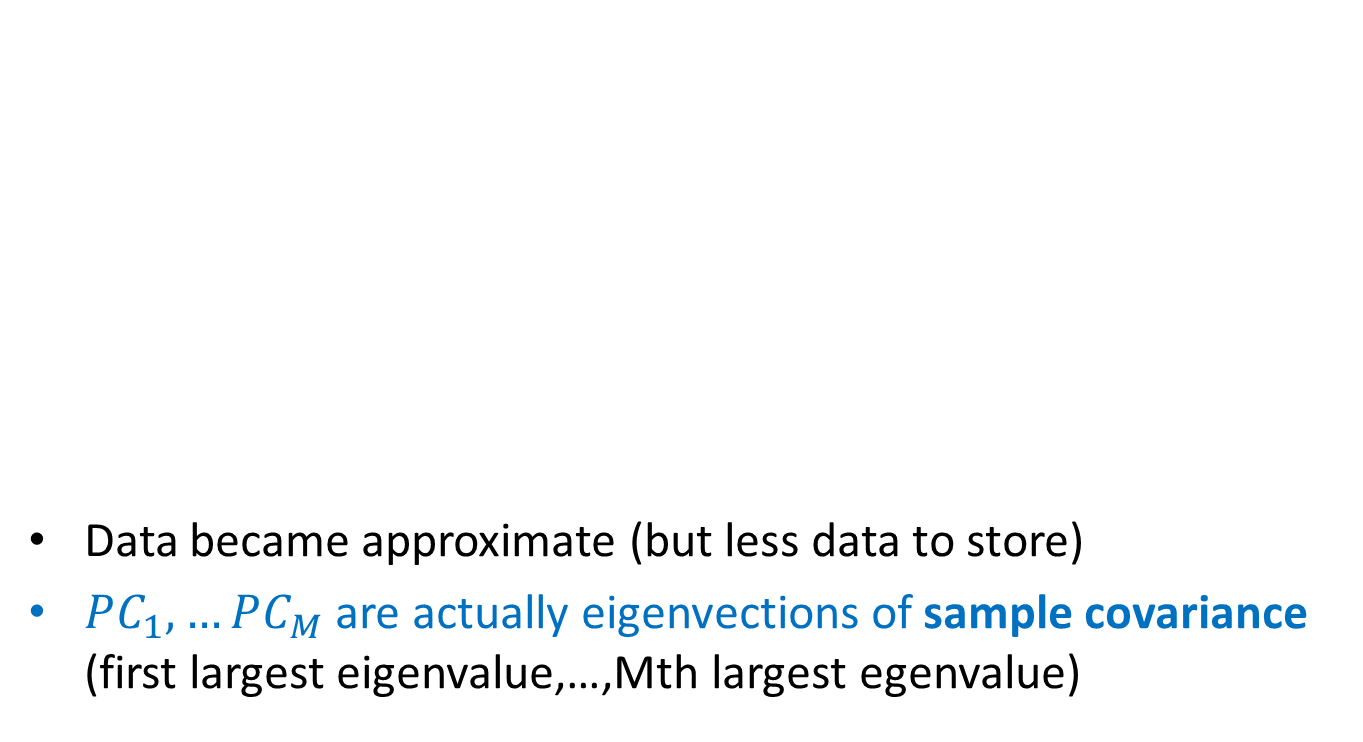 • Data became approximate (but less data to store)
• 𝑃𝐶₁, … 𝑃𝐶_𝑀 are actually eigenvections of sample covariance
(first largest eigenvalue,…,Mth largest egenvalue)